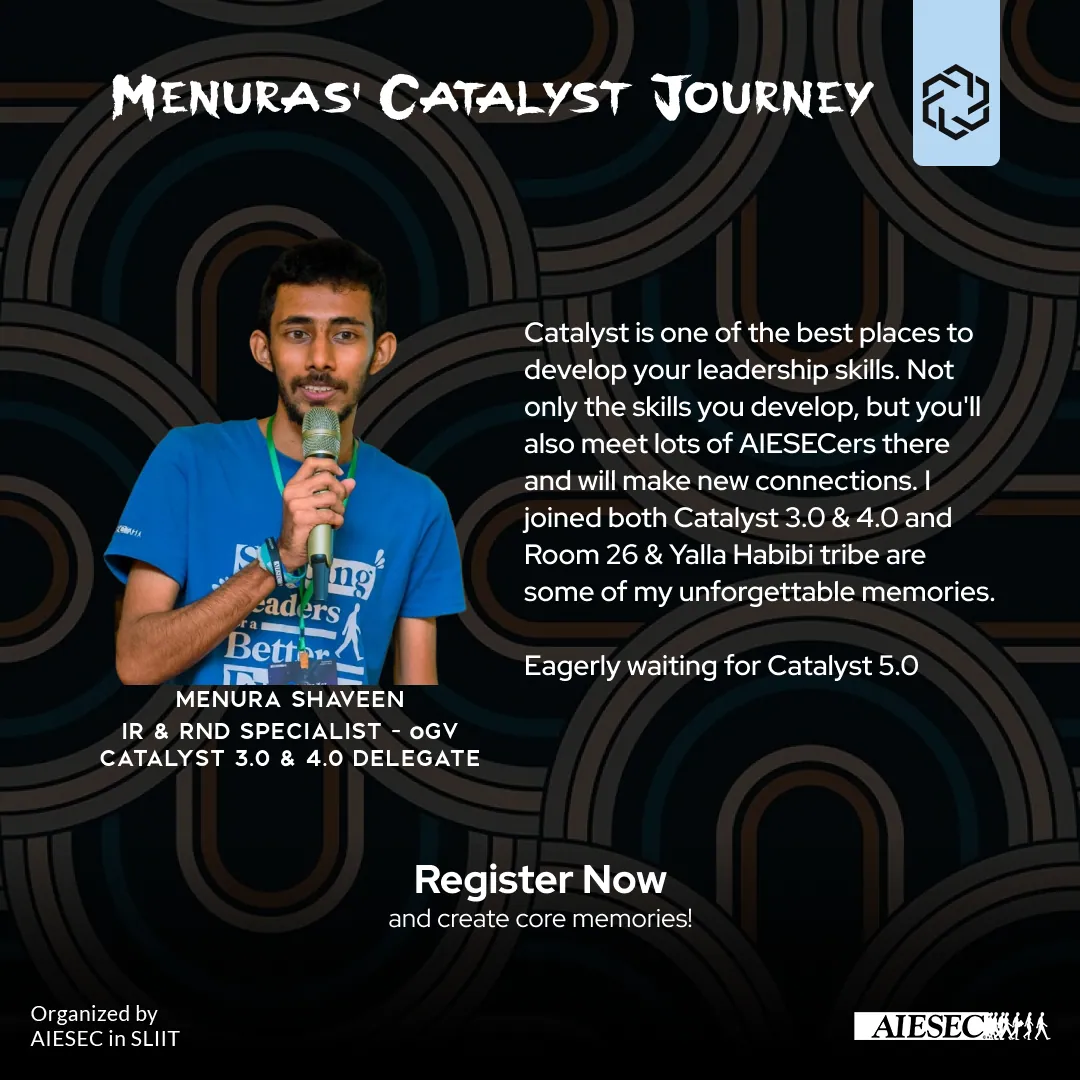 MENURAS' CATALYST JOURNEY
Catalyst is one of the best places to
develop your leadership skills. Not
only the skills you develop, but you'll
also meet lots of AIESECers there
and will make new connections. I
joined both Catalyst 3.0 & 4.0 and
Room 26 & Yalla Habibi tribe are
some of my unforgettable memories.
Eagerly waiting for Catalyst 5.0
Better
MENURA SHAVEEN
IR & RND SPECIALIST - oGV
CATALYST 3.0 & 4.0 DELEGATE
Register Now
and create core memories!
Organized by
AIESEC in SLIIT
AIESEC